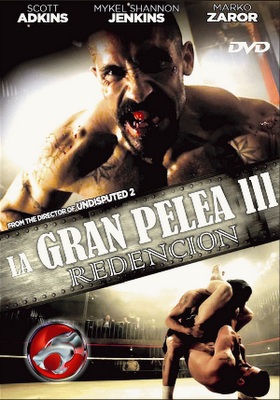 SCOTT ADKINS
MYKEL SHANNON JENKINS
MARKO ZAROR
DVD
FROM THE DIRECTOR OF UNDISPUTED 2
LA GRAN PELEA III
REDENCION